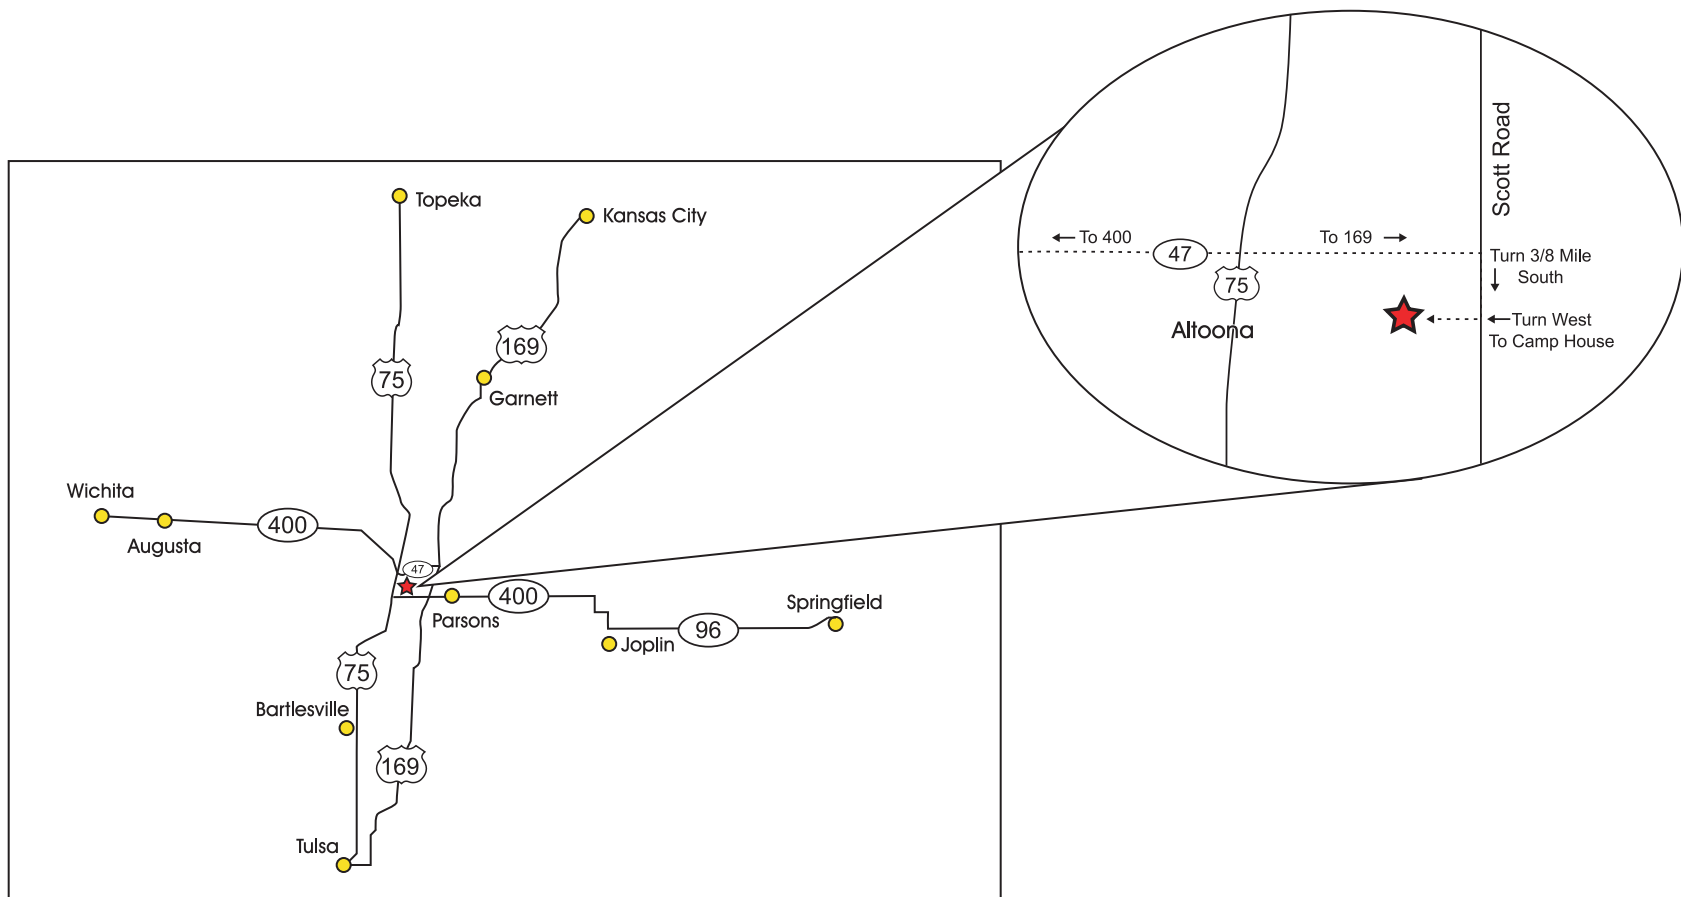 Topeka
Kansas City
75
169
Garnett
Wichita
Augusta
400
47
Parsons
400
Springfield
96
Joplin
75
Bartlesville
169
Tulsa
Scott Road
To 400
To 169
47
Turn 3/8 Mile
South
75
Altoona
Turn West
To Camp House